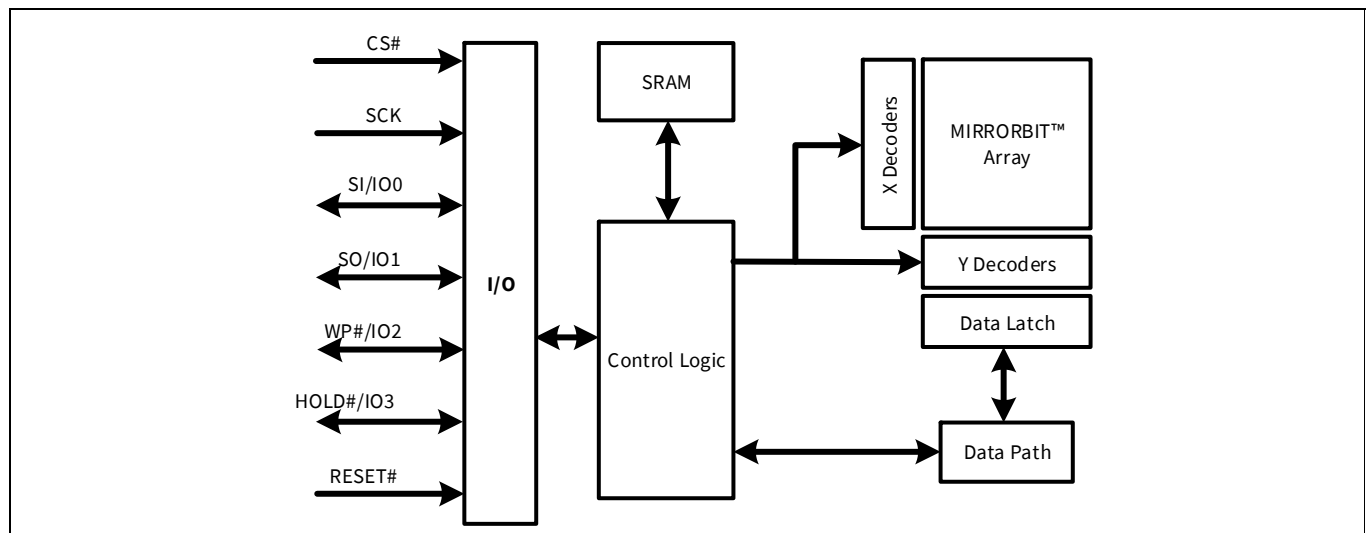 CS#
SCK
SI/IO0
SO/IO1
WP#/IO2
HOLD#/IO3
RESET#
I/O
SRAM
Control Logic
X Decoders
MIRRORBIT™
Array
Y Decoders
Data Latch
Data Path